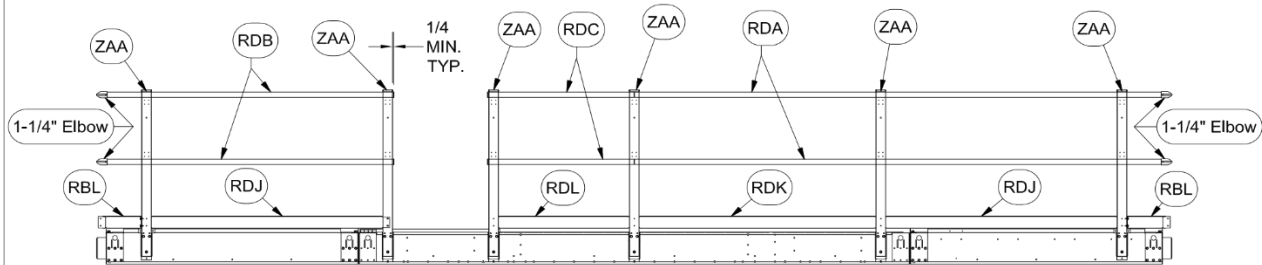 ZAA
RDB
ZAA
1/4
MIN.
TYP.
ZAA
RDC
ZAA
RDA
ZAA
ZAA
1-1/4" Elbow
1-1/4" Elbow
RBL
RDJ
RDL
RDK
RDJ
RBL